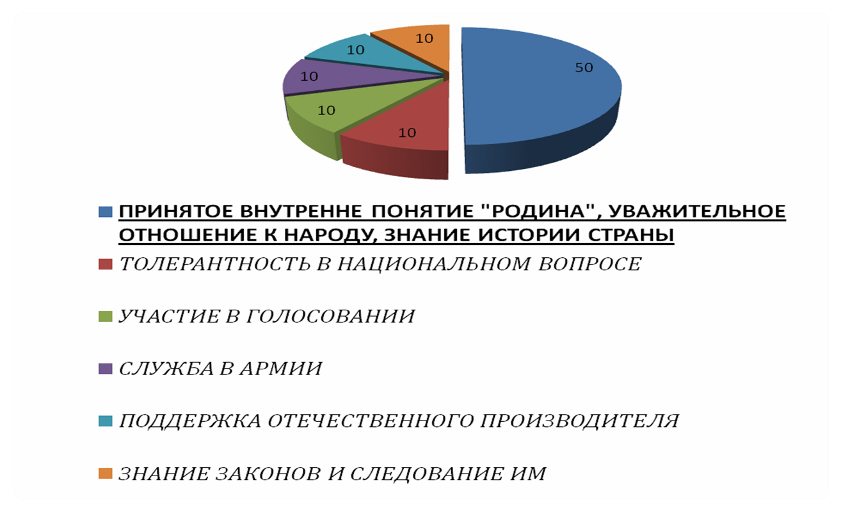 10
10
50
10
10
10
ПРИНЯТОЕ ВНУТРЕННЕ ПОНЯТИЕ "РОДИНА", УВАЖИТЕЛЬНОЕ
ОТНОШЕНИЕ К НАРОДУ, ЗНАНИЕ ИСТОРИИ СТРАНЫ
ТОЛЕРАНТНОСТЬ В НАЦИОНАЛЬНОМ ВОПРОСЕ
УЧАСТИЕ В ГОЛОСОВАНИИ
СЛУЖБА В АРМИИ
ПОДДЕРЖКА ОТЕЧЕСТВЕННОГО ПРОИЗВОДИТЕЛЯ
ЗНАНИЕ ЗАКОНОВ И СЛЕДОВАНИЕ ИМ